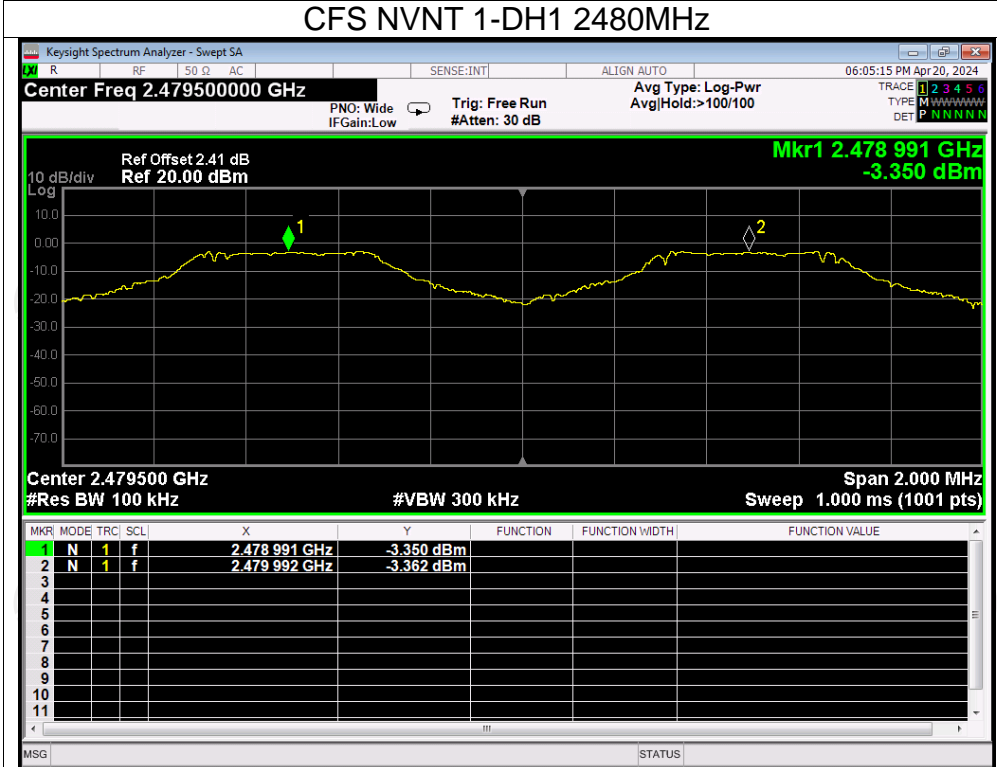 CFS NVNT 1-DH1 2480MHz
Keysight Spectrum Analyzer - Swept SA
LXI R RF 50 Ω AC SENSE:INT ALIGN AUTO 06:05:15 PM Apr 20, 2024
Center Freq 2.479500000 GHz
PNO: Wide
IFGain:Low
Trig: Free Run
#Atten: 30 dB
Avg Type: Log-Pwr
Avg|Hold:>100/100
TRACE 1 2 3 4 5 6
TYPE M WWWWW
DET P N N N N N
Mkr1 2.478 991 GHz
-3.350 dBm
Ref Offset 2.41 dB
10 dB/div Ref 20.00 dBm
Log
10.0
0.00
-10.0
-20.0
-30.0
-40.0
-50.0
-60.0
-70.0
1
2
Center 2.479500 GHz Span 2.000 MHz
#Res BW 100 kHz #VBW 300 kHz Sweep 1.000 ms (1001 pts)
MKR MODE TRC SCL X Y FUNCTION FUNCTION WIDTH FUNCTION VALUE
1 N 1 f 2.478 991 GHz -3.350 dBm
2 N 1 f 2.479 992 GHz -3.362 dBm
3
4
5
6
7
8
9
10
11
MSG STATUS